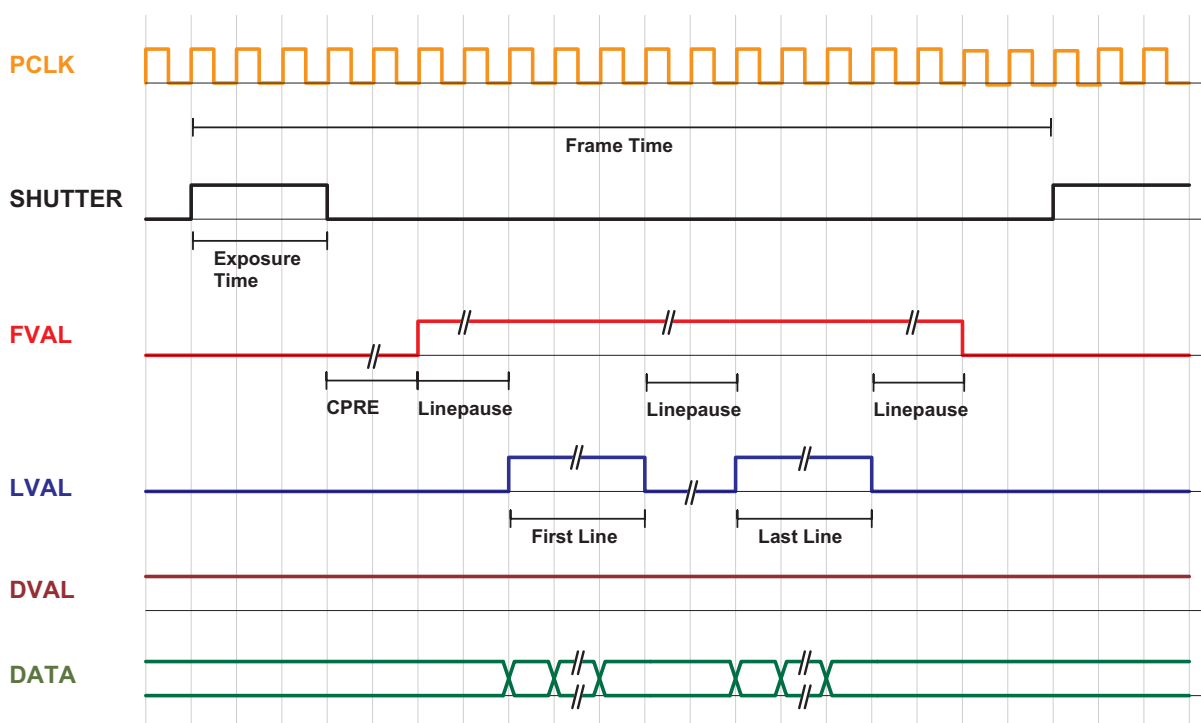 PCLK
Frame Time
SHUTTER
Exposure
Time
FVAL
CPRE
Linepause
Linepause
Linepause
LVAL
First Line
Last Line
DVAL
DATA